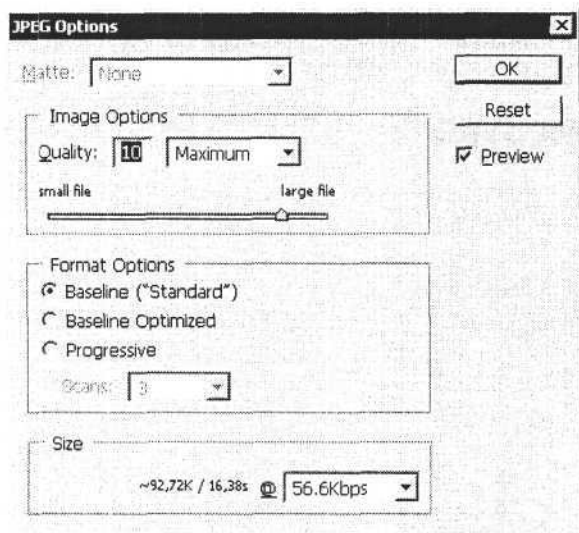 JPEG Options
Matte: None
OK
Image Options
Reset
Quality: 10 Maximum
Preview
small file large file
Format Options
Baseline ("Standard")
Baseline Optimized
Progressive
Scans: 3
Size
~92,72K / 16,38s @ 56.6Kbps